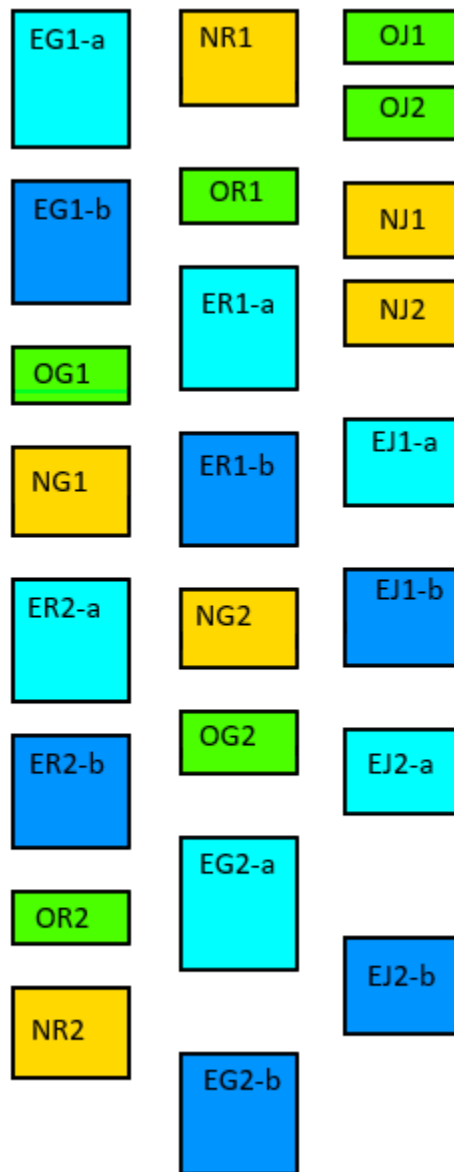 EG1-a
EG1-b
OG1
NG1
ER2-a
ER2-b
OR2
NR2
NR1
OR1
ER1-a
ER1-b
NG2
OG2
EG2-a
EG2-b
OJ1
OJ2
NJ1
NJ2
EJ1-a
EJ1-b
EJ2-a
EJ2-b